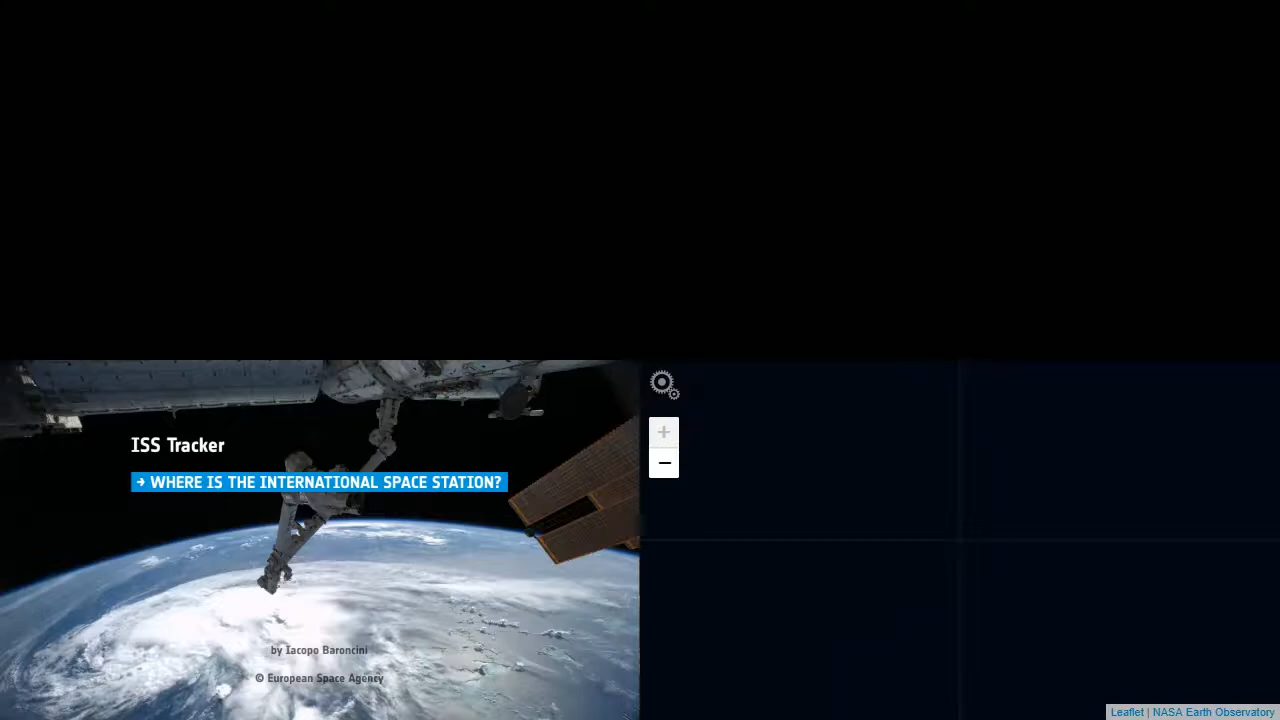 ISS Tracker
→ WHERE IS THE INTERNATIONAL SPACE STATION?
+
−
by Iacopo Baroncini
© European Space Agency
Leaflet | NASA Earth Observatory